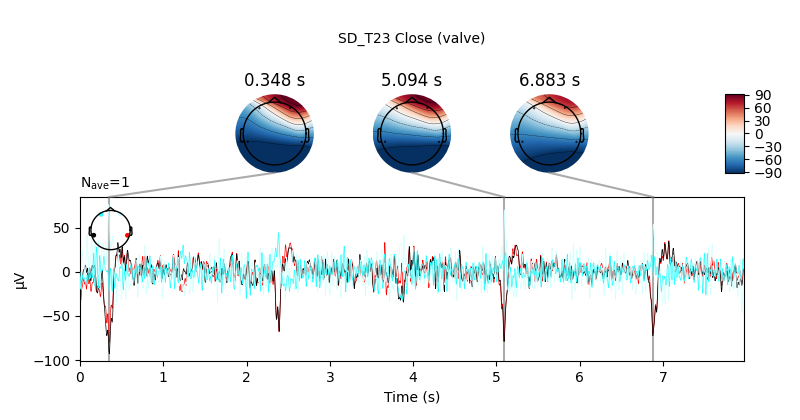 SD_T23 Close (valve)
0.348 s 5.094 s 6.883 s
90
60
30
0
−30
−60
−90
Nave=1
50
0
−50
−100
µV
0 1 2 3 4 5 6 7
Time (s)